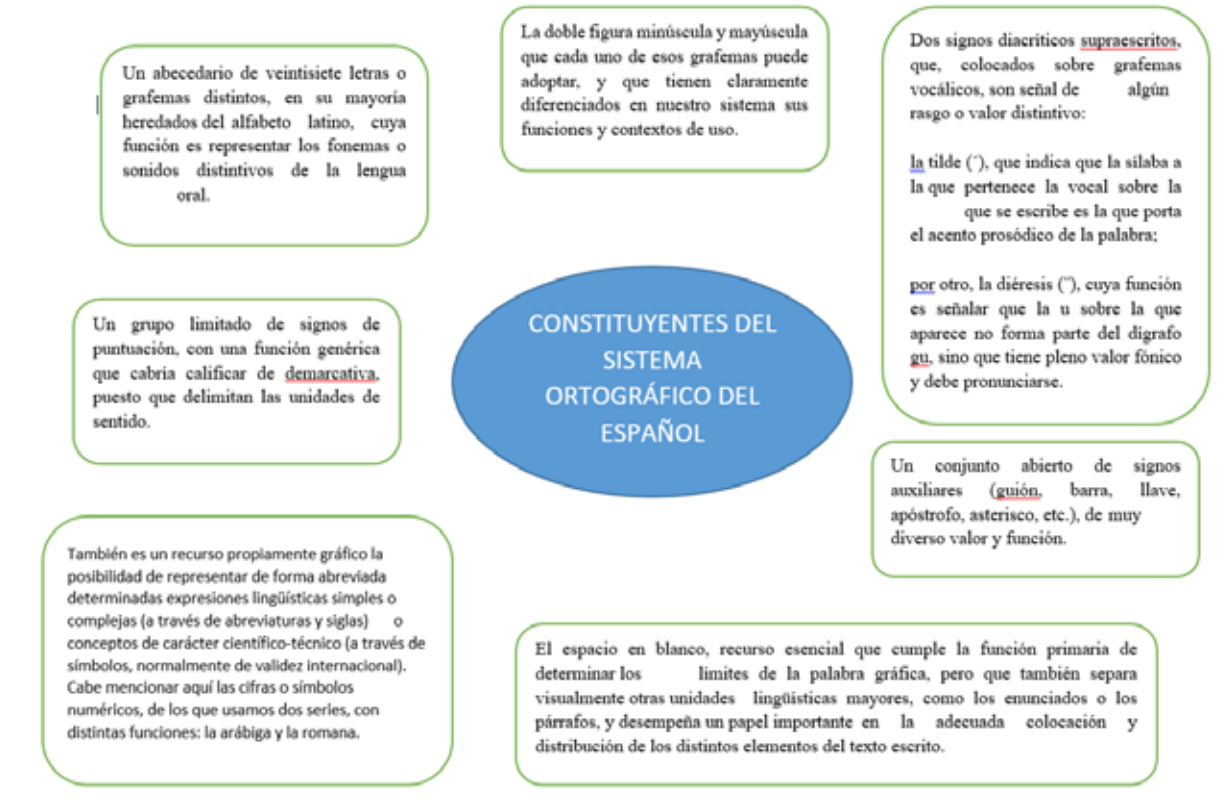 Un abecedario de veintisiete letras o
grafemas distintos, en su mayoría
heredados del alfabeto latino, cuya
función es representar los fonemas o
sonidos distintivos de la lengua
oral.
La doble figura minúscula y mayúscula
que cada uno de esos grafemas puede
adoptar, y que tienen claramente
diferenciados en nuestro sistema sus
funciones y contextos de uso.
Dos signos diacríticos supraescritos,
que, colocados sobre grafemas
vocálicos, son señal de algún
rasgo o valor distintivo:
la tilde (´), que indica que la sílaba a
la que pertenece la vocal sobre la
que se escribe es la que porta
el acento prosódico de la palabra;
por otro, la diéresis (¨), cuya función
es señalar que la u sobre la que
aparece no forma parte del dígrafo
gu, sino que tiene pleno valor fónico
y debe pronunciarse.
CONSTITUYENTES DEL
SISTEMA
ORTOGRÁFICO DEL
ESPAÑOL
Un grupo limitado de signos de
puntuación, con una función genérica
que cabría calificar de demarcativa,
puesto que delimitan las unidades de
sentido.
Un conjunto abierto de signos
auxiliares (guión, barra, llave,
apóstrofo, asterisco, etc.), de muy
diverso valor y función.
También es un recurso propiamente gráfico la
posibilidad de representar de forma abreviada
determinadas expresiones lingüísticas simples o
complejas (a través de abreviaturas y siglas) o
conceptos de carácter científico-técnico (a través de
símbolos, normalmente de validez internacional).
Cabe mencionar aquí las cifras o símbolos
numéricos, de los que usamos dos series, con
distintas funciones: la arábiga y la romana.
El espacio en blanco, recurso esencial que cumple la función primaria de
determinar los límites de la palabra gráfica, pero que también separa
visualmente otras unidades lingüísticas mayores, como los enunciados o los
párrafos, y desempeña un papel importante en la adecuada colocación y
distribución de los distintos elementos del texto escrito.